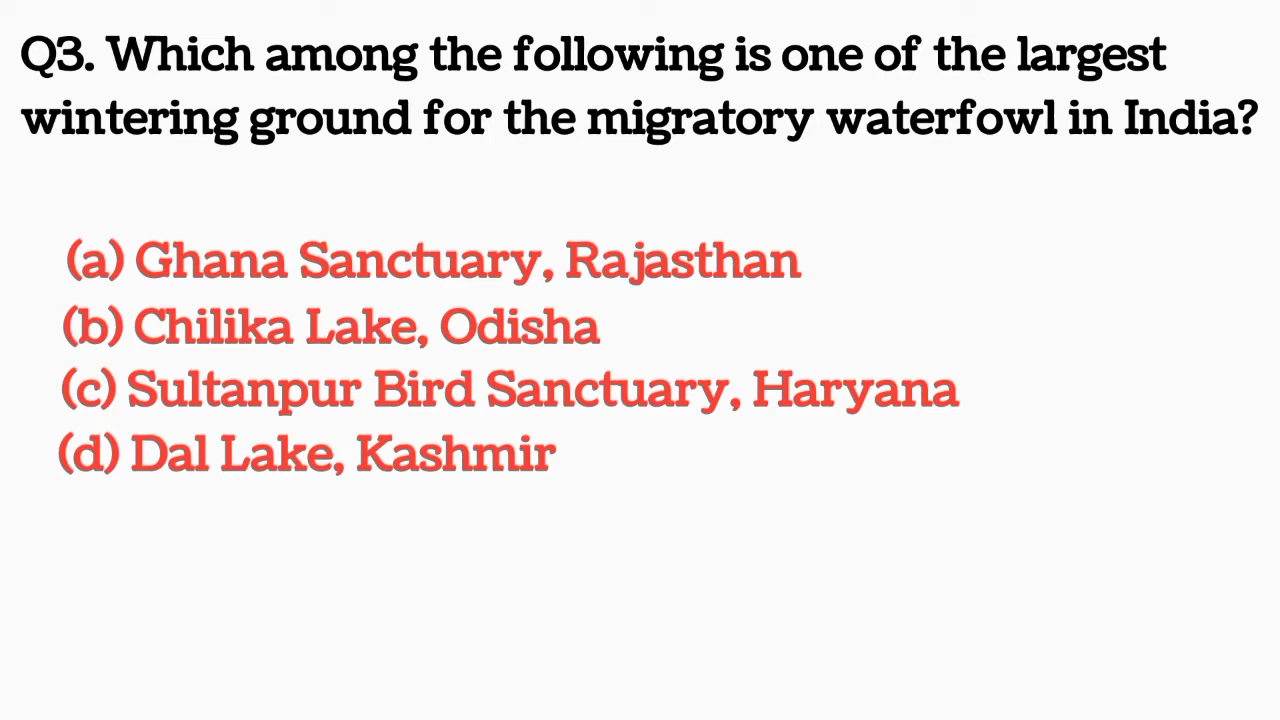 Q3. Which among the following is one of the largest
wintering ground for the migratory waterfowl in India?
(a) Ghana Sanctuary, Rajasthan
(b) Chilika Lake, Odisha
(c) Sultanpur Bird Sanctuary, Haryana
(d) Dal Lake, Kashmir